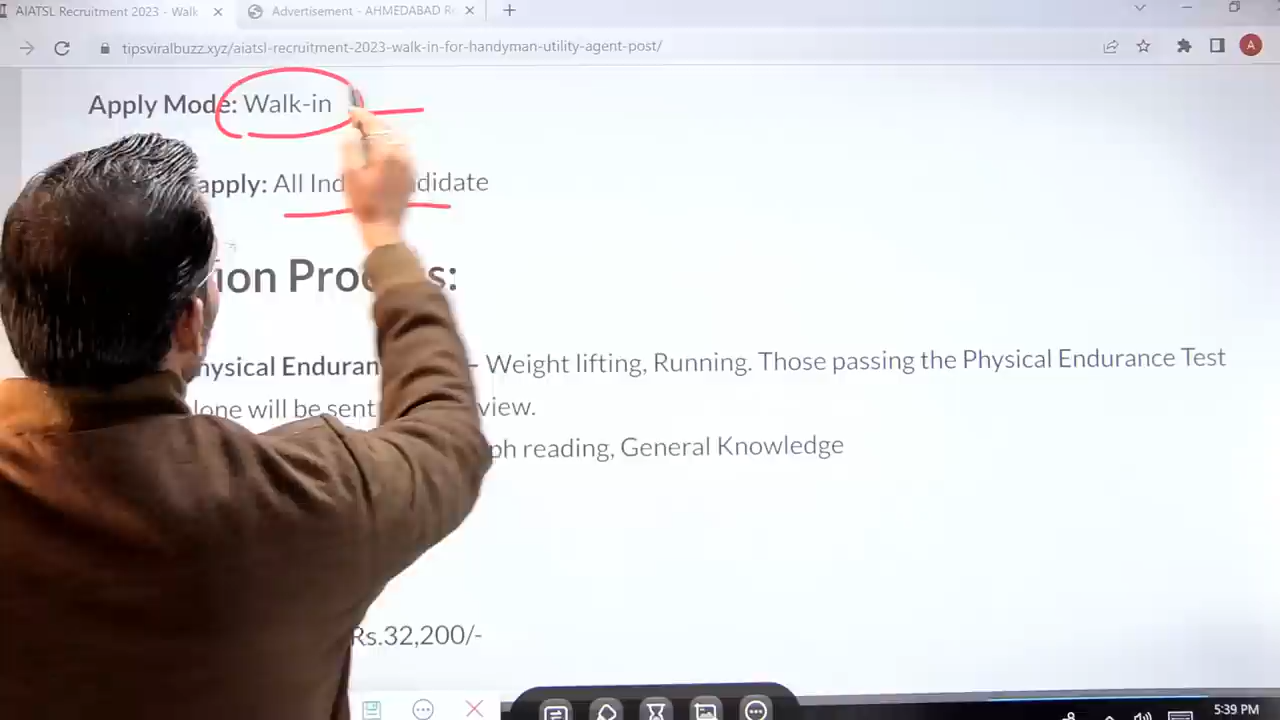 AIATSL Recruitment 2023 - Walk
Advertisement - AHMEDABAD R
tipsviralbuzz.xyz/aiatsl-recruitment-2023-walk-in-for-handyman-utility-agent-post/
A
Apply Mode: Walk-in
apply: All Ind didate
ion Pro s:
hysical Enduran – Weight lifting, Running. Those passing the Physical Endurance Test
lone will be sent view.
ph reading, General Knowledge
Rs.32,200/-
5:39 PM